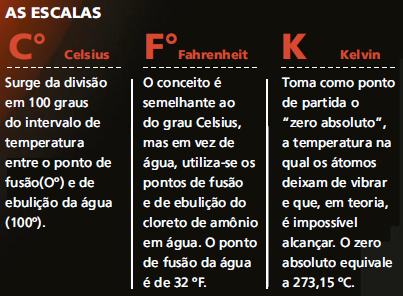 AS ESCALAS
C° Celsius
Surge da divisão
em 100 graus
do intervalo de
temperatura
entre o ponto de
fusão(Oº) e de
ebulição da água
(100º).
F° Fahrenheit
O conceito é
semelhante ao
do grau Celsius,
mas em vez de
água, utiliza-se os
pontos de fusão
e de ebulição do
cloreto de amônio
em água. O ponto
de fusão da água
é de 32 ºF.
K Kelvin
Toma como ponto
de partida o
“zero absoluto”,
a temperatura na
qual os átomos
deixam de vibrar
e que, em teoria,
é impossível
alcançar. O zero
absoluto equivale
a 273,15 ºC.